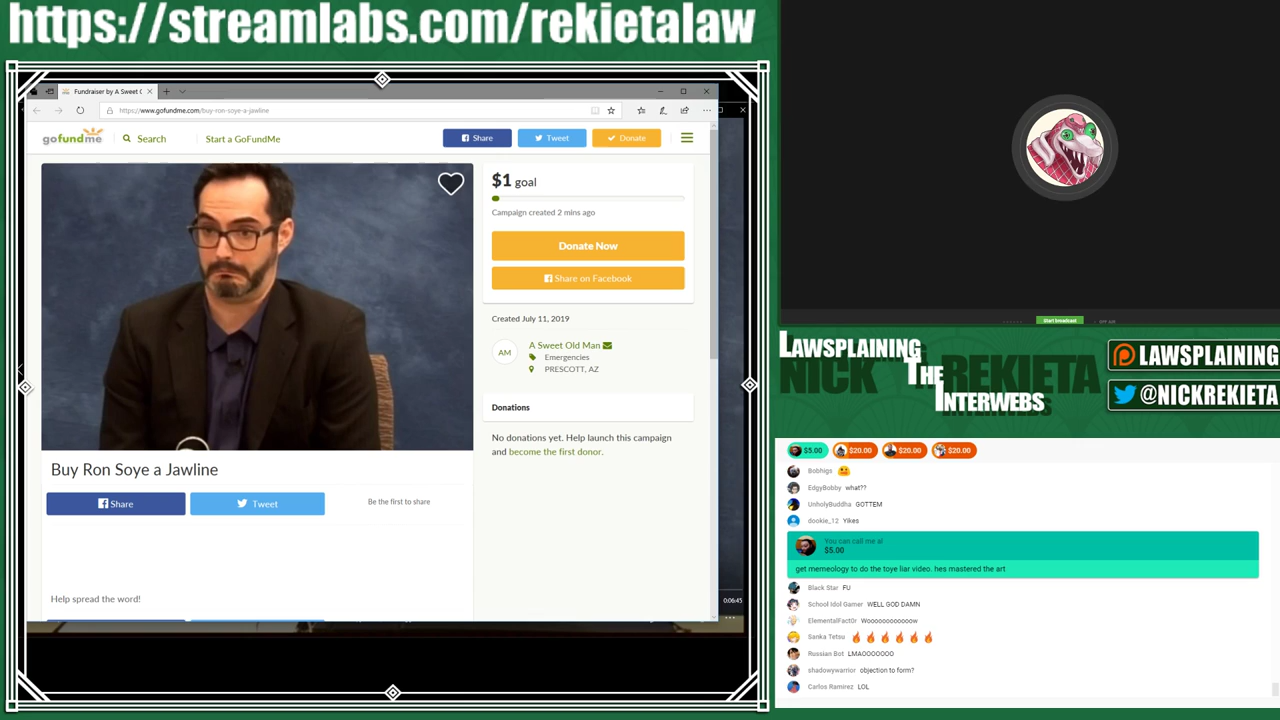 https://streamlabs.com/rekietalaw
Fundraiser by A Sweet O
https://www.gofundme.com/buy-ron-soye-a-jawline
gofundme
Search
Start a GoFundMe
Share
Tweet
Donate
$1 goal
Campaign created 2 mins ago
Donate Now
Share on Facebook
Created July 11, 2019
AM
A Sweet Old Man
Emergencies
PRESCOTT, AZ
Donations
No donations yet. Help launch this campaign
and become the first donor.
Buy Ron Soye a Jawline
Share
Tweet
Be the first to share
Help spread the word!
0:06:45
Start broadcast
OFF AIR
LAWSPLAINING
THE
INTERWEBS
NICK REKIETA
INTERWEBS
LAWSPLAINING
@NICKREKIETA
$5.00
$20.00
$20.00
$20.00
Bobhigs
EdgyBobby what??
UnholyBuddha GOTTEM
dookie_12 Yikes
You can call me al
$5.00
get memeology to do the toye liar video. hes mastered the art
Black Star FU
School Idol Gamer WELL GOD DAMN
ElementalFact0r Wooooooooooow
Sanka Tetsu
Russian Bot LMAOOOOOOO
shadowywarrior objection to form?
Carlos Ramirez LOL